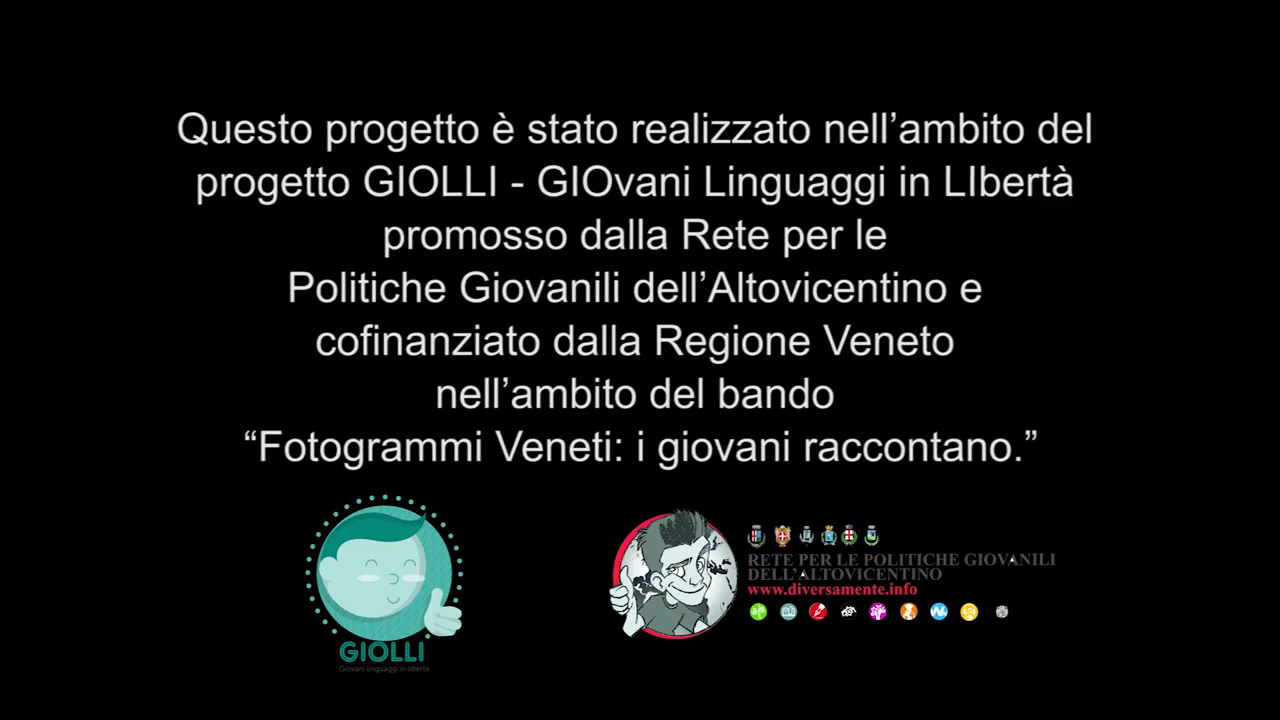 Questo progetto è stato realizzato nell’ambito del
progetto GIOLLI - GIOvani Linguaggi in LIbertà
promosso dalla Rete per le
Politiche Giovanili dell’Altovicentino e
cofinanziato dalla Regione Veneto
nell’ambito del bando
“Fotogrammi Veneti: i giovani raccontano.”
GIOLLI
Giovani linguaggi in libertà
RETE PER LE POLITICHE GIOVANILI
DELL'ALTOVICENTINO
www.diversamente.info